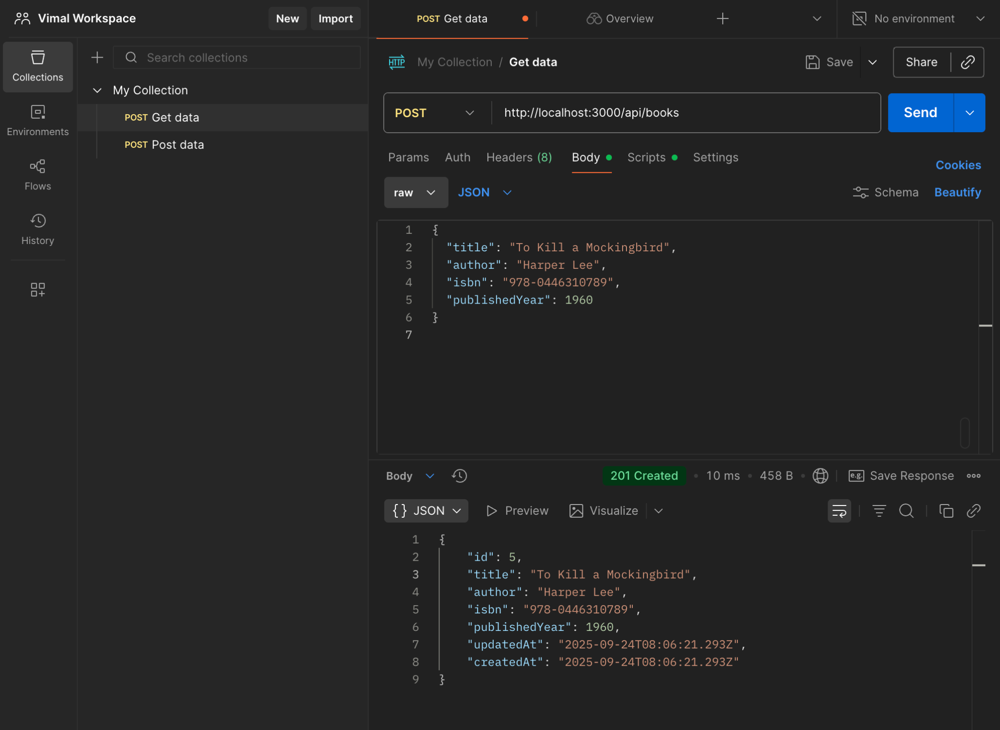 Vimal Workspace
New
Import
POST Get data
Overview
No environment
Collections
Environments
Flows
History
Search collections
My Collection
POST Get data
POST Post data
HTTP
My Collection / Get data
Save
Share
POST
http://localhost:3000/api/books
Send
Params
Auth
Headers (8)
Body
Scripts
Settings
Cookies
raw
JSON
Schema
Beautify
1 {
2 "title": "To Kill a Mockingbird",
3 "author": "Harper Lee",
4 "isbn": "978-0446310789",
5 "publishedYear": 1960
6 }
7
Body
201 Created
10 ms
458 B
e.g.
Save Response
{} JSON
Preview
Visualize
1 {
2 "id": 5,
3 "title": "To Kill a Mockingbird",
4 "author": "Harper Lee",
5 "isbn": "978-0446310789",
6 "publishedYear": 1960,
7 "updatedAt": "2025-09-24T08:06:21.293Z",
8 "createdAt": "2025-09-24T08:06:21.293Z"
9 }